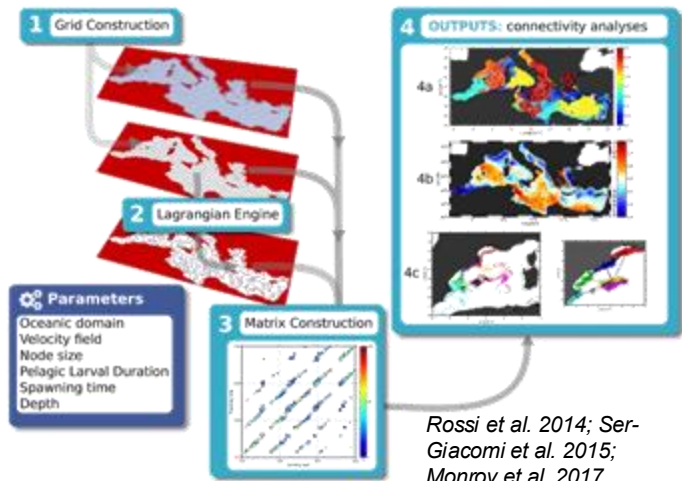 1 Grid Construction
2 Lagrangian Engine
Parameters
Oceanic domain
Velocity field
Node size
Pelagic Larval Duration
Spawning time
Depth
3 Matrix Construction
4 OUTPUTS: connectivity analyses
4a
4b
4c
Rossi et al. 2014; Ser-
Giacomi et al. 2015;
Monroy et al. 2017